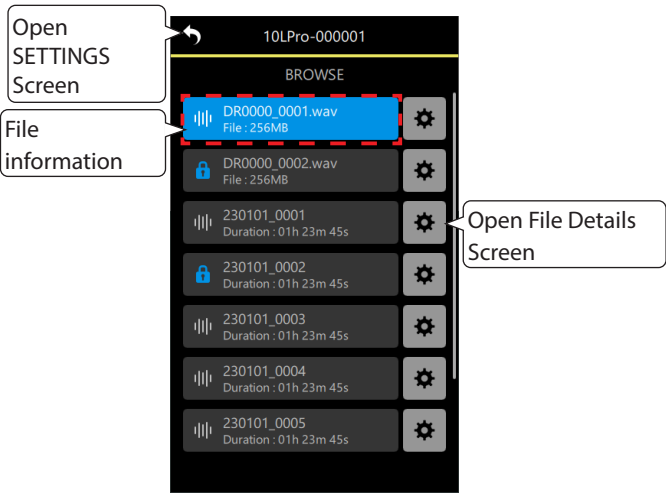 Open
SETTINGS
Screen
10LPro-000001
BROWSE
DR0000_0001.wav
File : 256MB
File
information
DR0000_0002.wav
File : 256MB
230101_0001
Duration : 01h 23m 45s
Open File Details
Screen
230101_0002
Duration : 01h 23m 45s
230101_0003
Duration : 01h 23m 45s
230101_0004
Duration : 01h 23m 45s
230101_0005
Duration : 01h 23m 45s